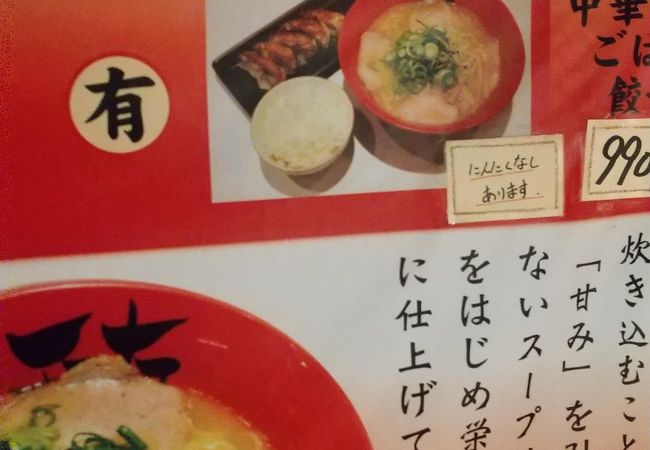 有
中華
ごは
餃
990
にんにくなし
あります.
炊き込むこと
「甘み」を引
ないスープ
をはじめ栄
に仕上げて